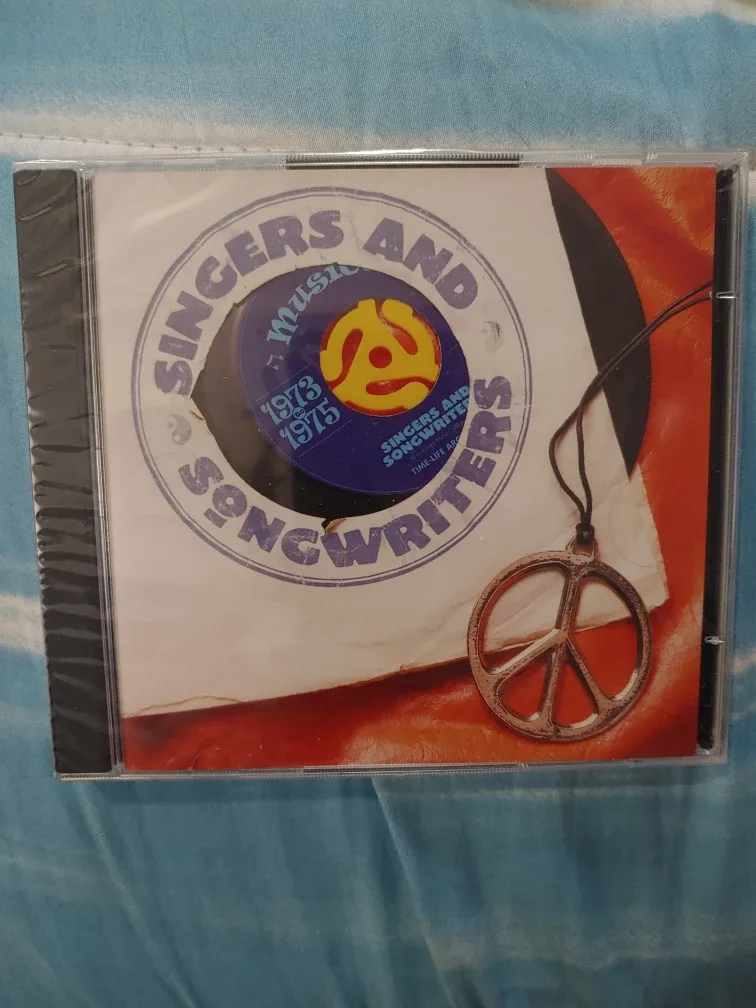 SINGERS AND
SONGWRITERS
MUSIC
1973
1975
SINGERS AND
SONGWRITERS
TIME-LIFE